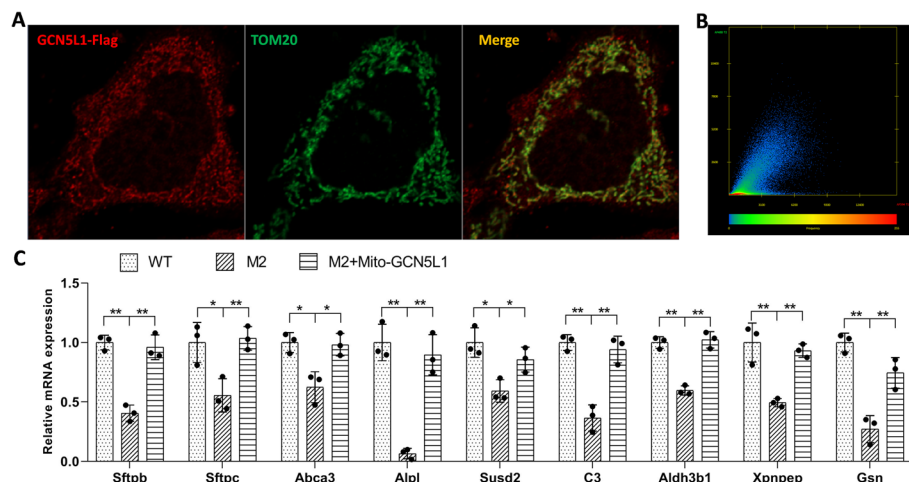 A
B
GCN5L1-Flag
TOM20
Merge
Frequency
C
WT
M2
M2+Mito-GCN5L1
Relative mRNA expression
1.5
1.0
0.5
0.0
** **
* **
* *
** **
* *
** **
** **
** **
** **
Sftpb
Sftpc
Abca3
Alpl
Susd2
C3
Aldh3b1
Xpnpep
Gsn